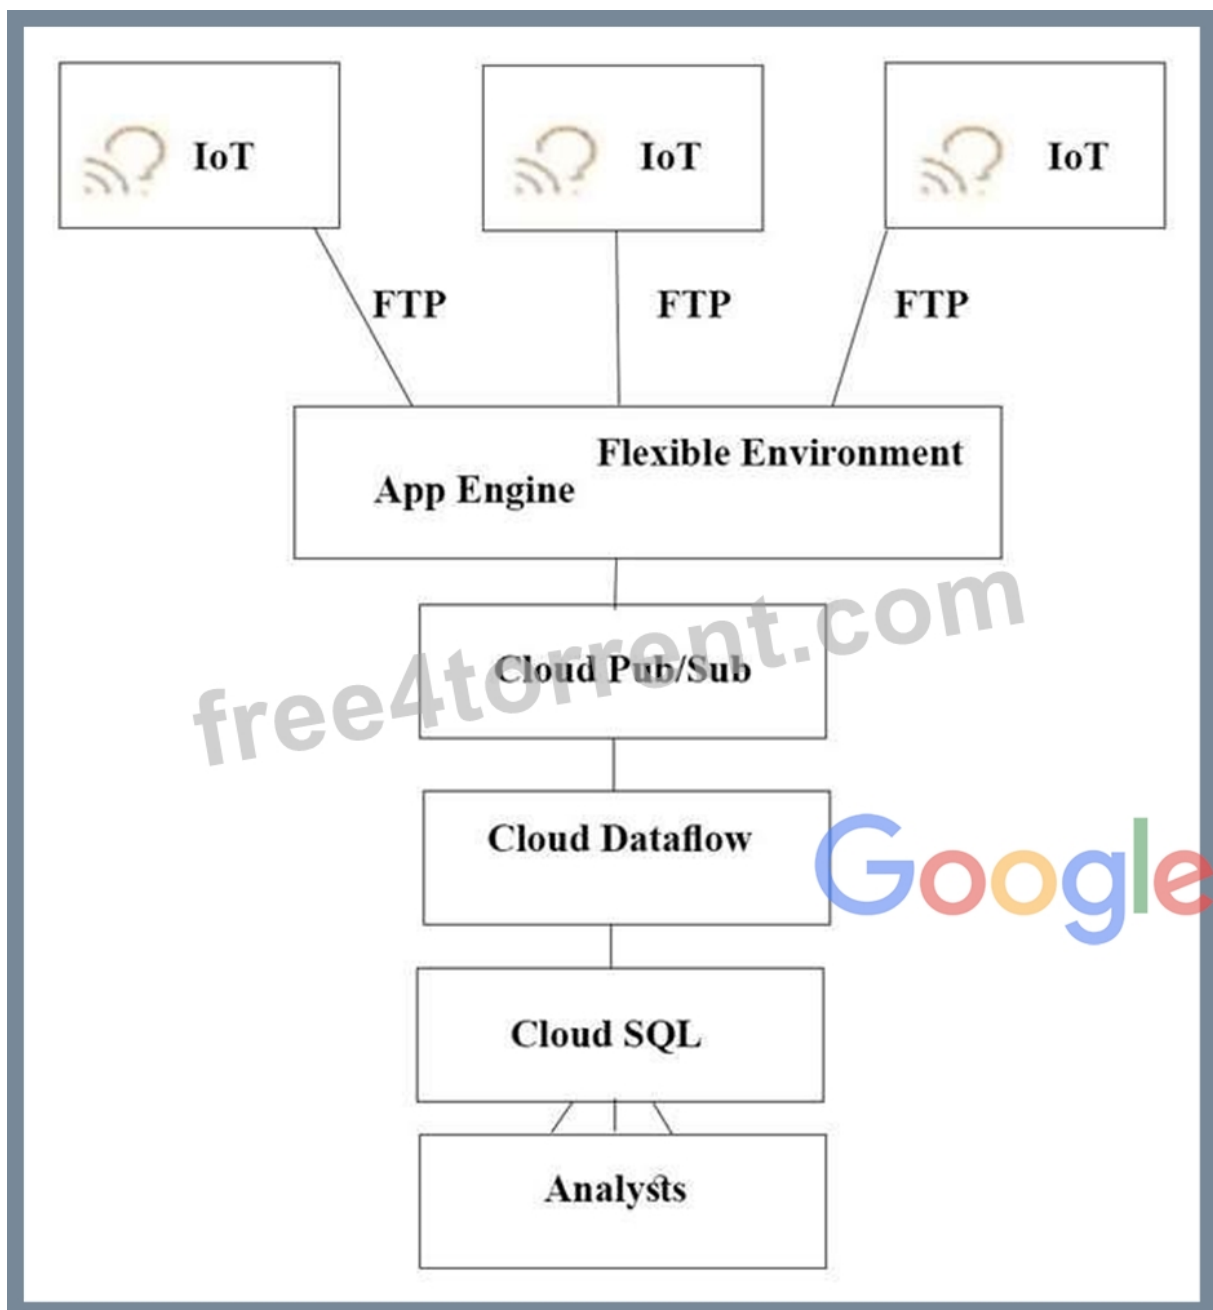 IoT
IoT
IoT
FTP
FTP
FTP
Flexible Environment
App Engine
free4torrent.com
Cloud Pub/Sub
Cloud Dataflow
Google
Cloud SQL
Analysts